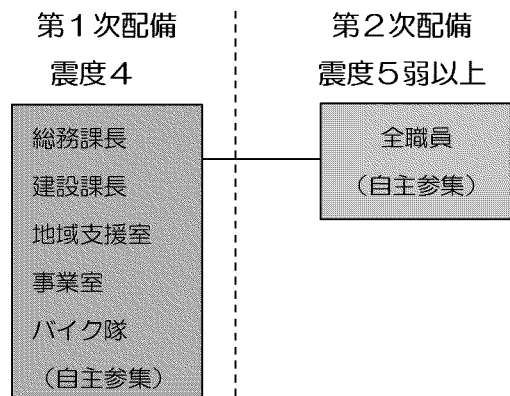 第１次配備
震度４
総務課長
建設課長
地域支援室
事業室
バイク隊
（自主参集）
第２次配備
震度５弱以上
全職員
（自主参集）